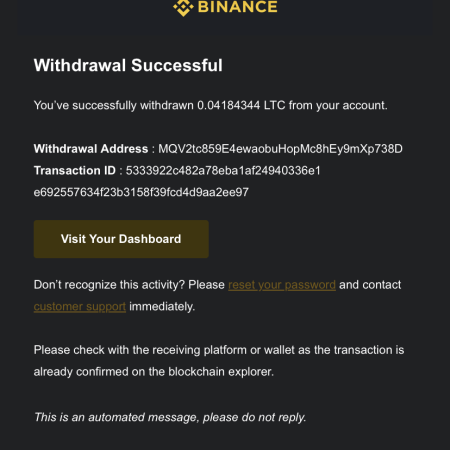 BINANCE
Withdrawal Successful
You’ve successfully withdrawn 0.04184344 LTC from your account.
Withdrawal Address : MQV2tc859E4ewaobuHopMc8hEy9mXp738D
Transaction ID : 5333922c482a78eba1af24940336e1
e692557634f23b3158f39fcd4d9aa2ee97
Visit Your Dashboard
Don’t recognize this activity? Please reset your password and contact
customer support immediately.
Please check with the receiving platform or wallet as the transaction is
already confirmed on the blockchain explorer.
This is an automated message, please do not reply.